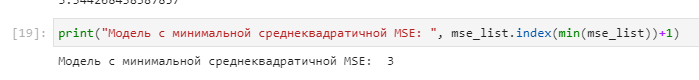 [19]: print("Модель с минимальной среднеквадратичной MSE: ", mse_list.index(min(mse_list))+1)
Модель с минимальной среднеквадратичной MSE:  3